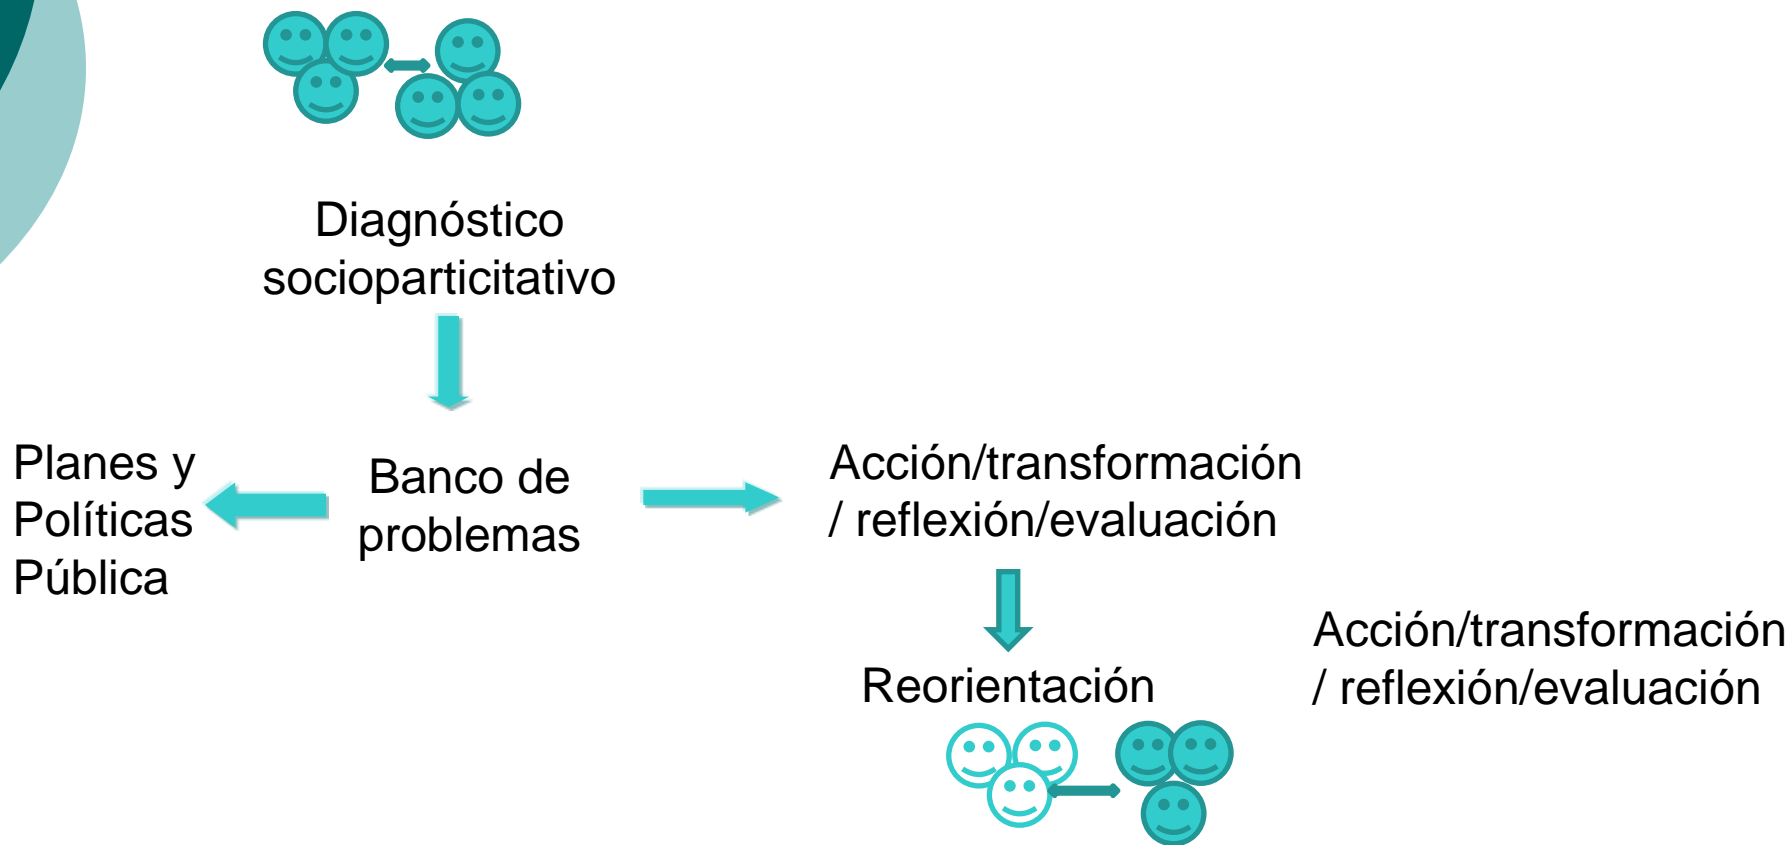 Diagnóstico
socioparticitativo
Planes y
Políticas
Pública
Banco de
problemas
Acción/transformación
/ reflexión/evaluación
Reorientación
Acción/transformación
/ reflexión/evaluación